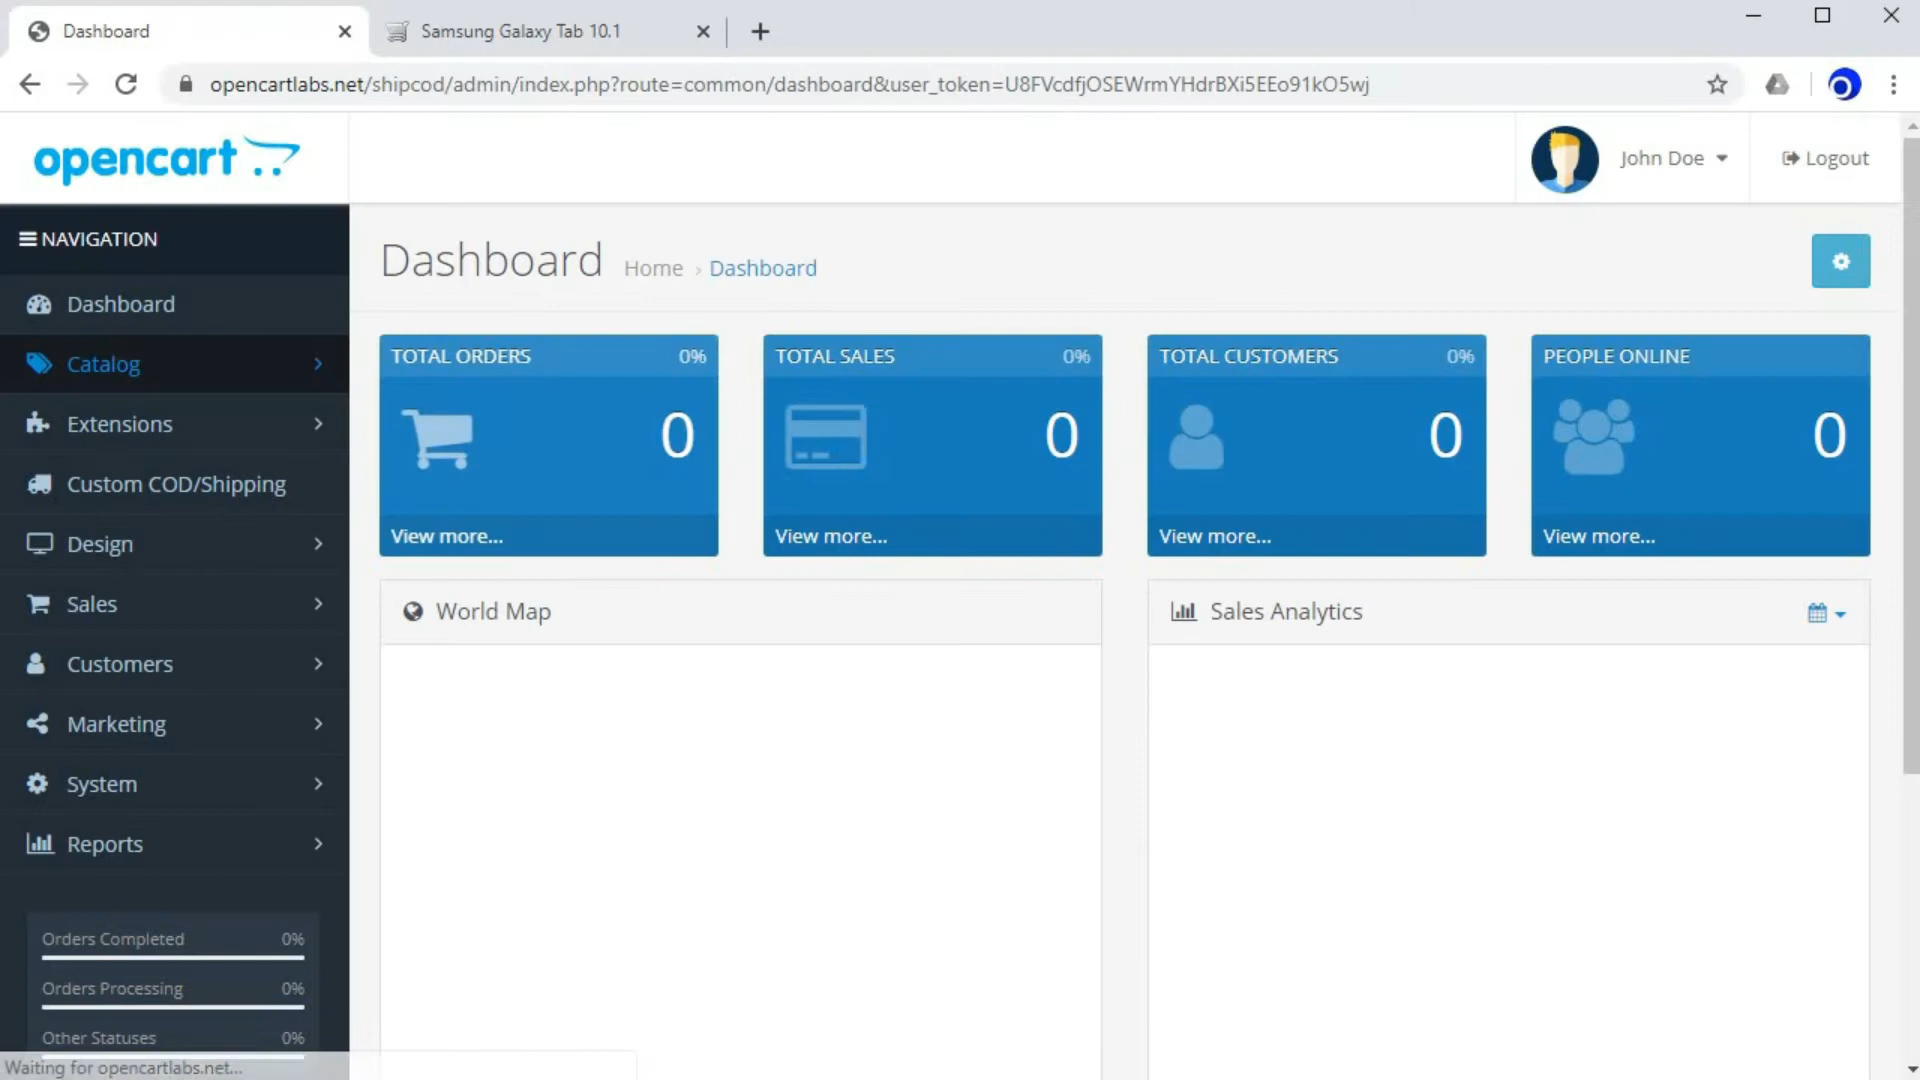 Dashboard
Samsung Galaxy Tab 10.1
opencartlabs.net/shipcod/admin/index.php?route=common/dashboard&user_token=U8FVcdfjOSEWrmYHdrBXi5EEo91kO5wj
opencart
John Doe
Logout
NAVIGATION
Dashboard
Catalog
Extensions
Custom COD/Shipping
Design
Sales
Customers
Marketing
System
Reports
Orders Completed 0%
Orders Processing 0%
Other Statuses 0%
Waiting for opencartlabs.net...
Dashboard
Home › Dashboard
TOTAL ORDERS 0%
0
View more...
TOTAL SALES 0%
0
View more...
TOTAL CUSTOMERS 0%
0
View more...
PEOPLE ONLINE
0
View more...
World Map
Sales Analytics